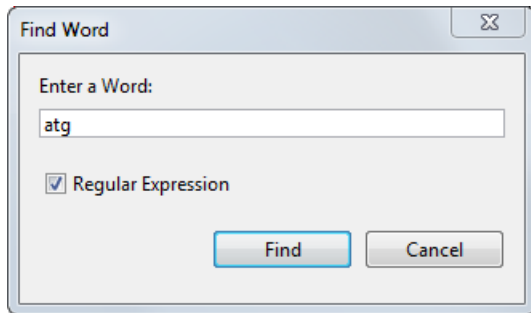 Find Word
Enter a Word:
atg
Regular Expression
Find Cancel